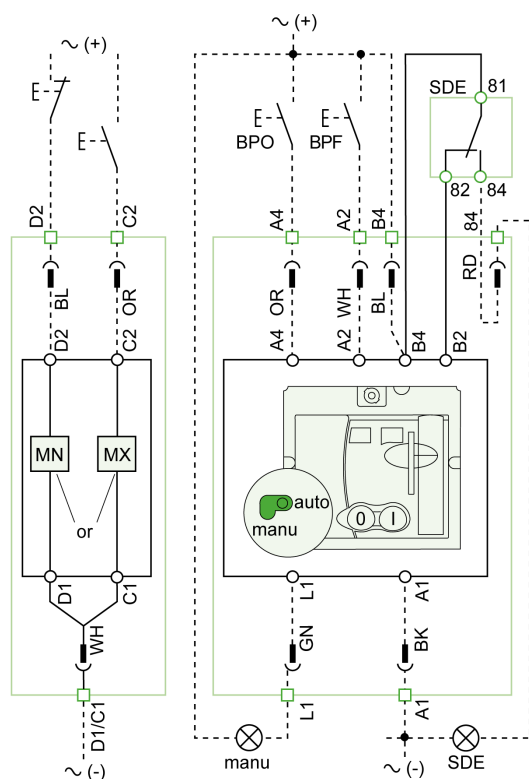 ~ (+)
~ (+)
SDE
81
BPO
BPF
82
84
D2
C2
A4
A2
B4
84
BL
OR
OR
WH
BL
RD
D2
C2
A4
A2
B4
B2
MN
MX
or
auto
manu
0
I
D1
C1
L1
A1
WH
GN
BK
D1/C1
L1
A1
~ (-)
manu
~ (-)
SDE